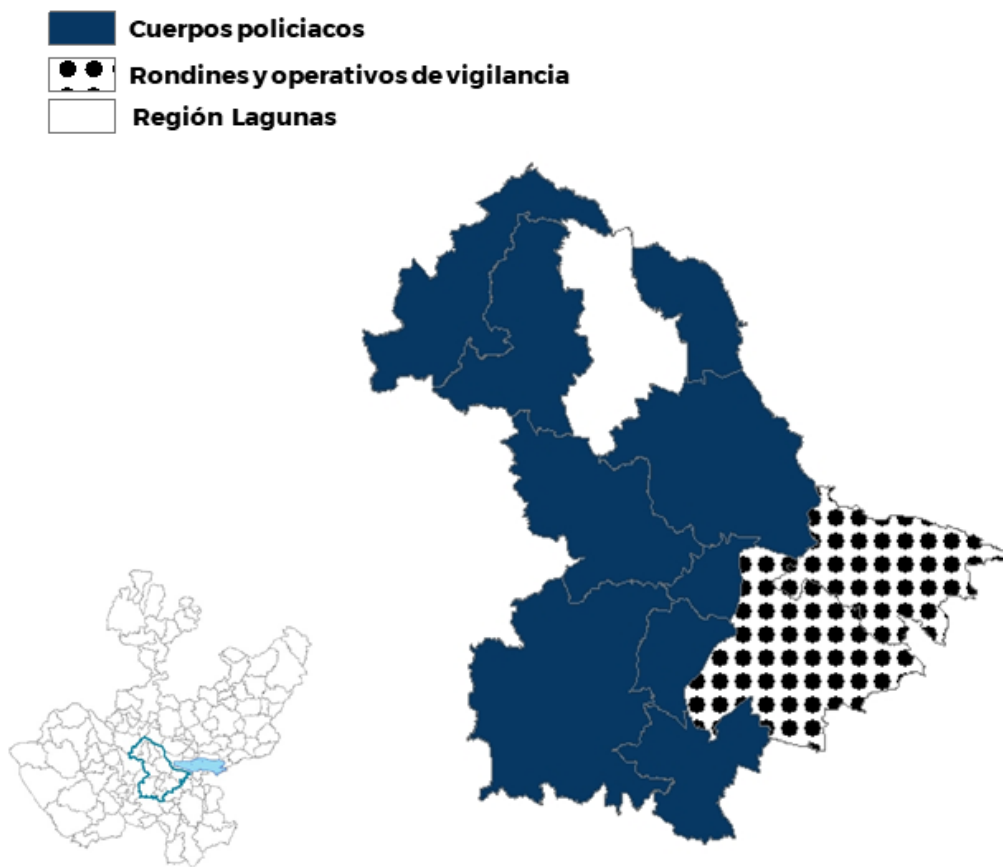 Cuerpos policiacos
Rondines y operativos de vigilancia
Región Lagunas